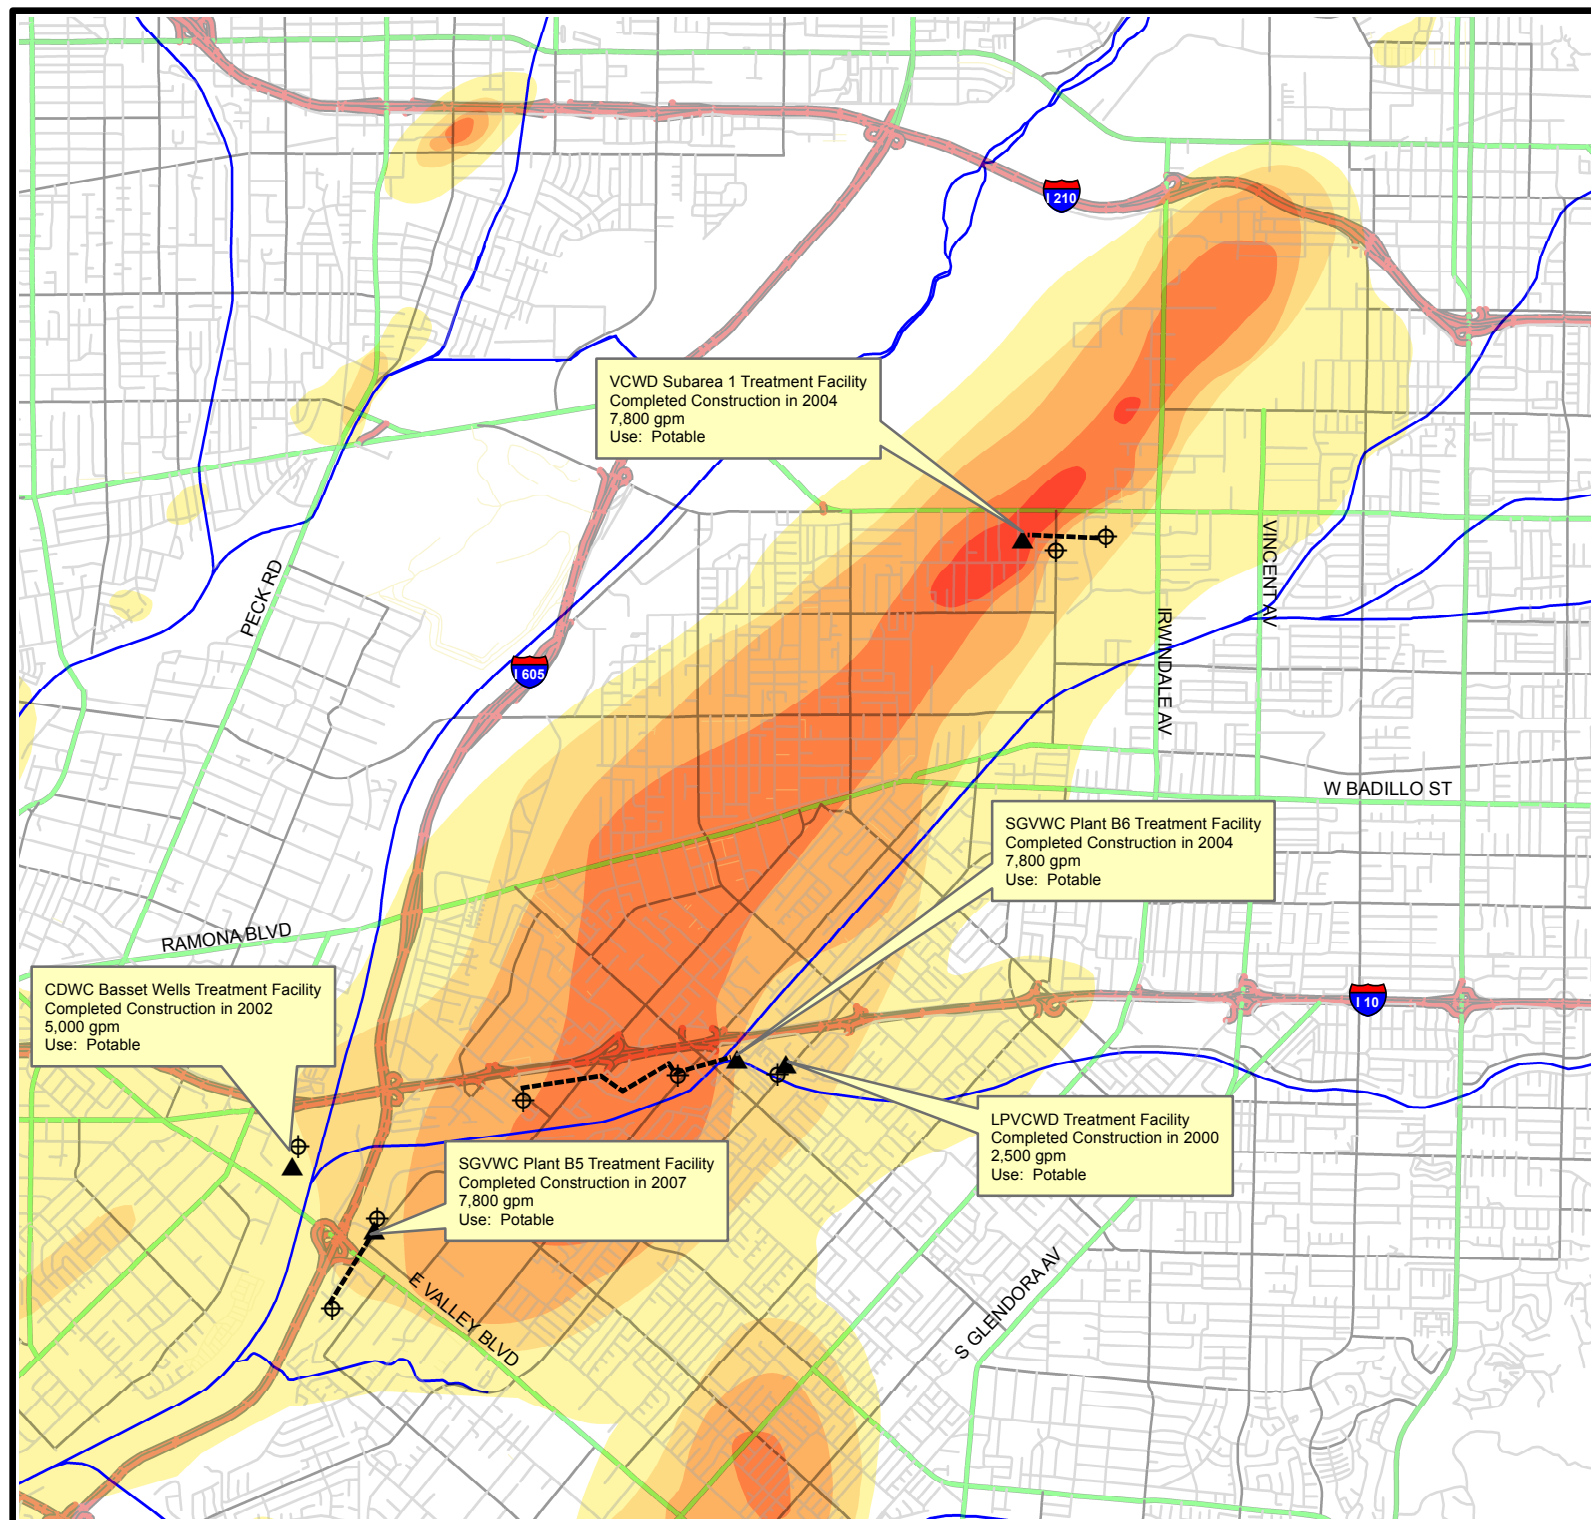 I 210
VCWD Subarea 1 Treatment Facility
Completed Construction in 2004
7,800 gpm
Use:  Potable
PECK RD
VINCENT AV
IRWINDALE AV
I 605
W BADILLO ST
SGVWC Plant B6 Treatment Facility
Completed Construction in 2004
7,800 gpm
Use:  Potable
RAMONA BLVD
CDWC Basset Wells Treatment Facility
Completed Construction in 2002
5,000 gpm
Use:  Potable
I 10
LPVCWD Treatment Facility
Completed Construction in 2000
2,500 gpm
Use:  Potable
SGVWC Plant B5 Treatment Facility
Completed Construction in 2007
7,800 gpm
Use:  Potable
E VALLEY BLVD
S GLENDORA AV